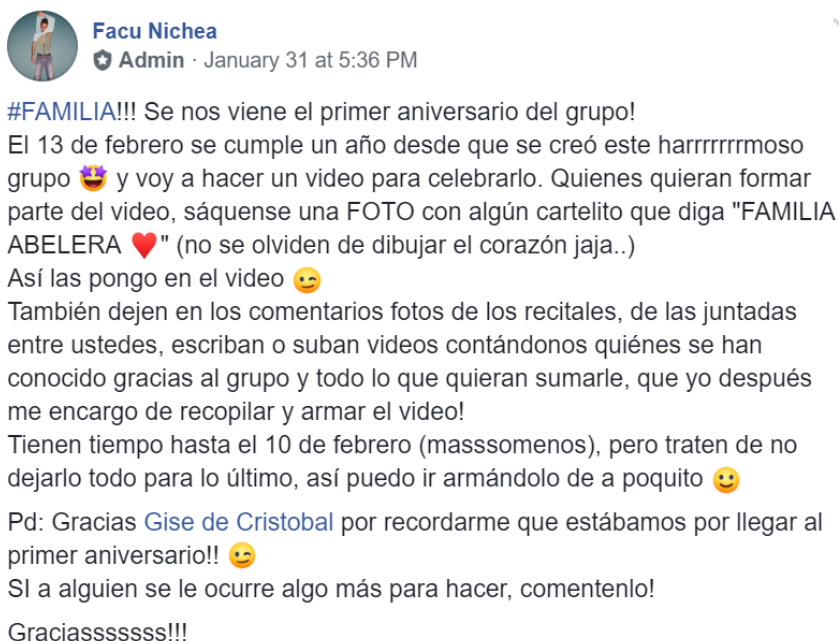 Facu Nichea
Admin · January 31 at 5:36 PM
#FAMILIA!!! Se nos viene el primer aniversario del grupo!
El 13 de febrero se cumple un año desde que se creó este harrrrrrrmoso
grupo 🤩 y voy a hacer un video para celebrarlo. Quienes quieran formar
parte del video, sáquense una FOTO con algún cartelito que diga "FAMILIA
ABELERA ❤️" (no se olviden de dibujar el corazón jaja..)
Así las pongo en el video 😉
También dejen en los comentarios fotos de los recitales, de las juntadas
entre ustedes, escriban o suban videos contándonos quiénes se han
conocido gracias al grupo y todo lo que quieran sumarle, que yo después
me encargo de recopilar y armar el video!
Tienen tiempo hasta el 10 de febrero (masssomenos), pero traten de no
dejarlo todo para lo último, así puedo ir armándolo de a poquito 🙂
Pd: Gracias Gise de Cristobal por recordarme que estábamos por llegar al
primer aniversario!! 😉
SI a alguien se le ocurre algo más para hacer, comentenlo!
Graciasssssss!!!